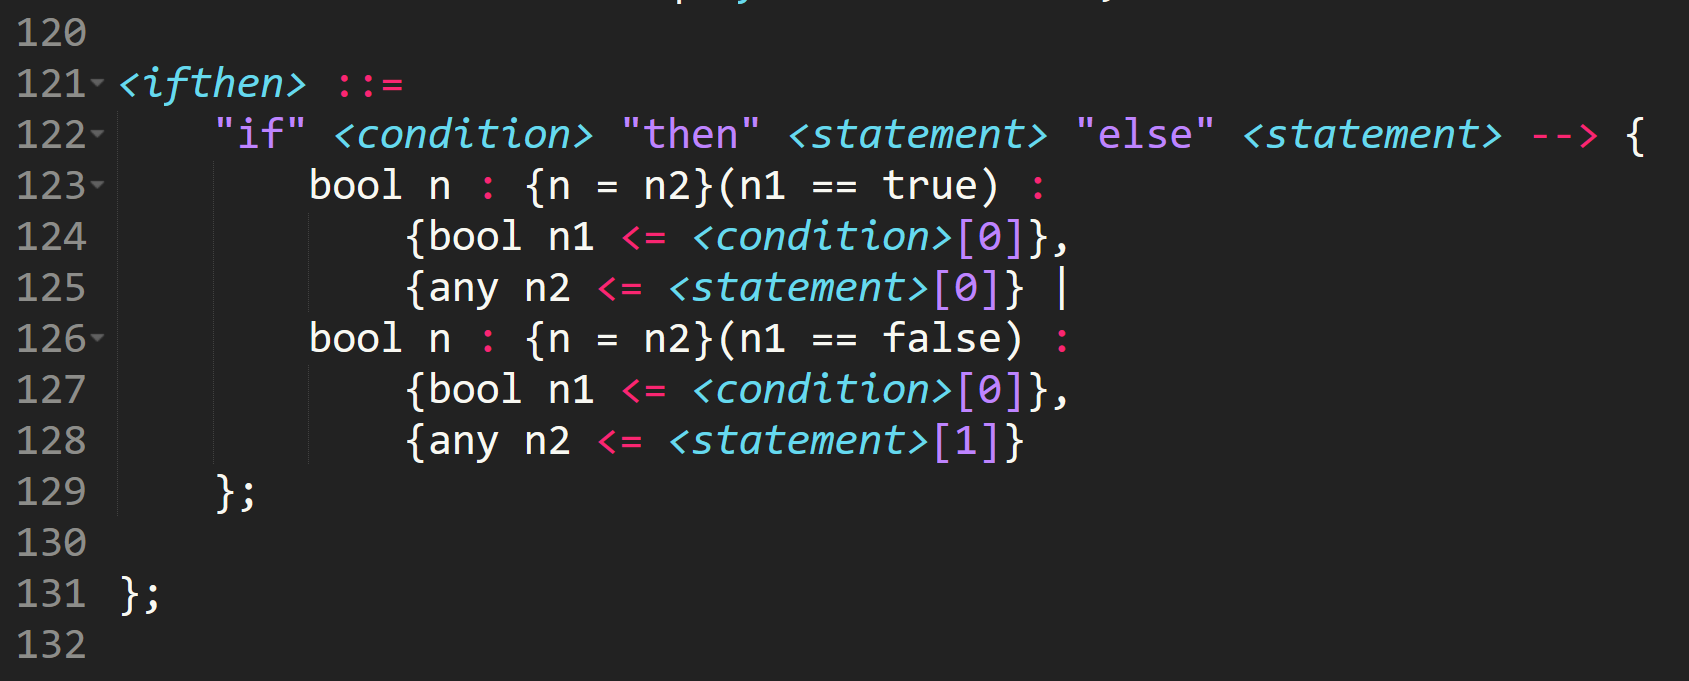 120
121 <ifthen> ::=
122 "if" <condition> "then" <statement> "else" <statement> --> {
123 bool n : {n = n2}(n1 == true) :
124 {bool n1 <= <condition>[0]},
125 {any n2 <= <statement>[0]} |
126 bool n : {n = n2}(n1 == false) :
127 {bool n1 <= <condition>[0]},
128 {any n2 <= <statement>[1]}
129 };
130
131 };
132